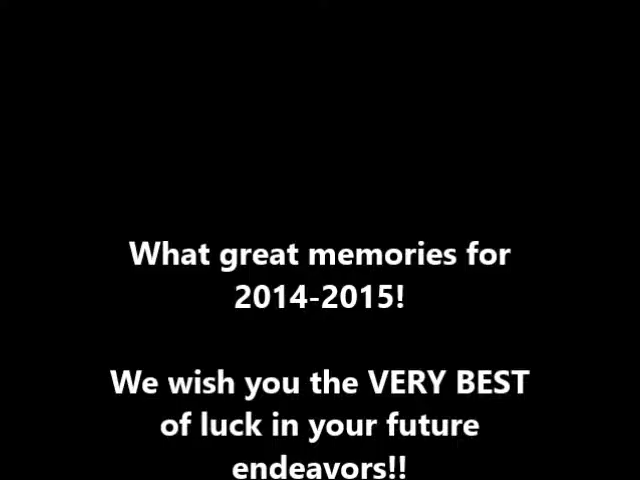 What great memories for
2014-2015!
We wish you the VERY BEST
of luck in your future
endeavors!!